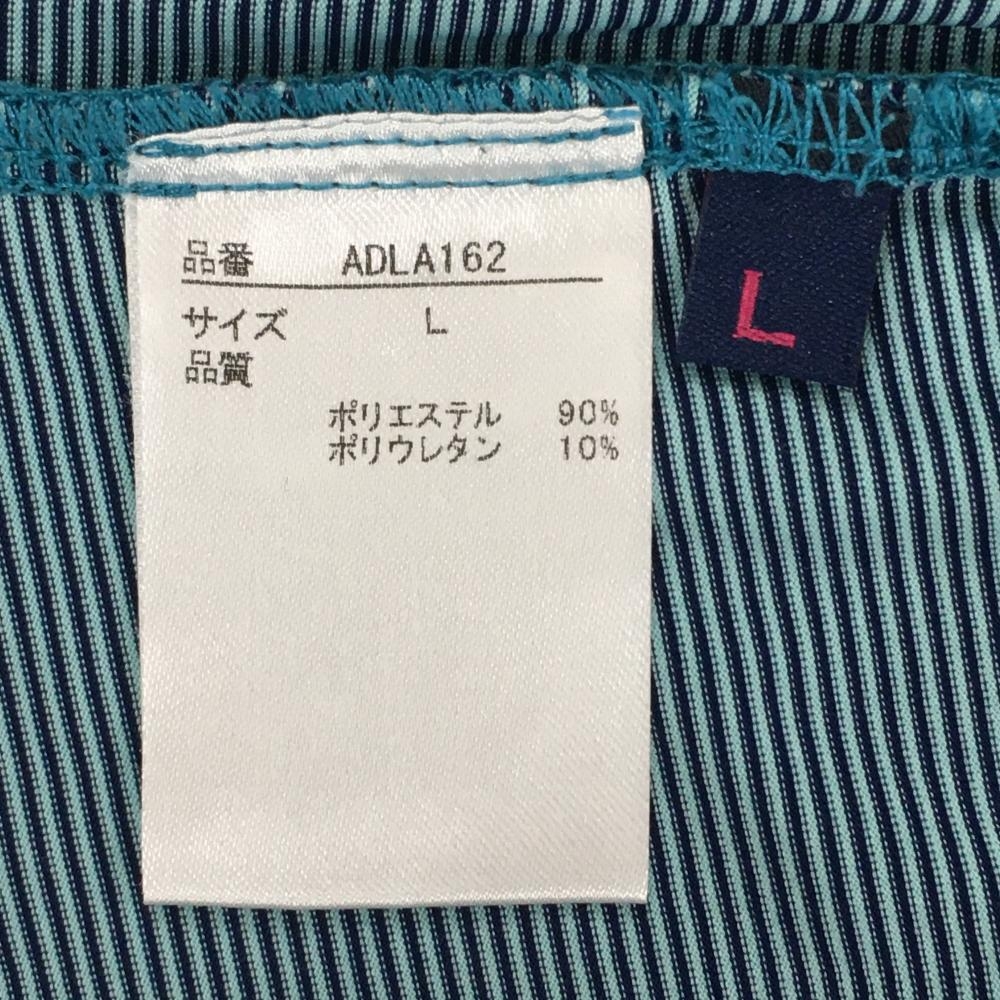 品番 ADLA162
サイズ L
品質
ポリエステル 90%
ポリウレタン 10%
L